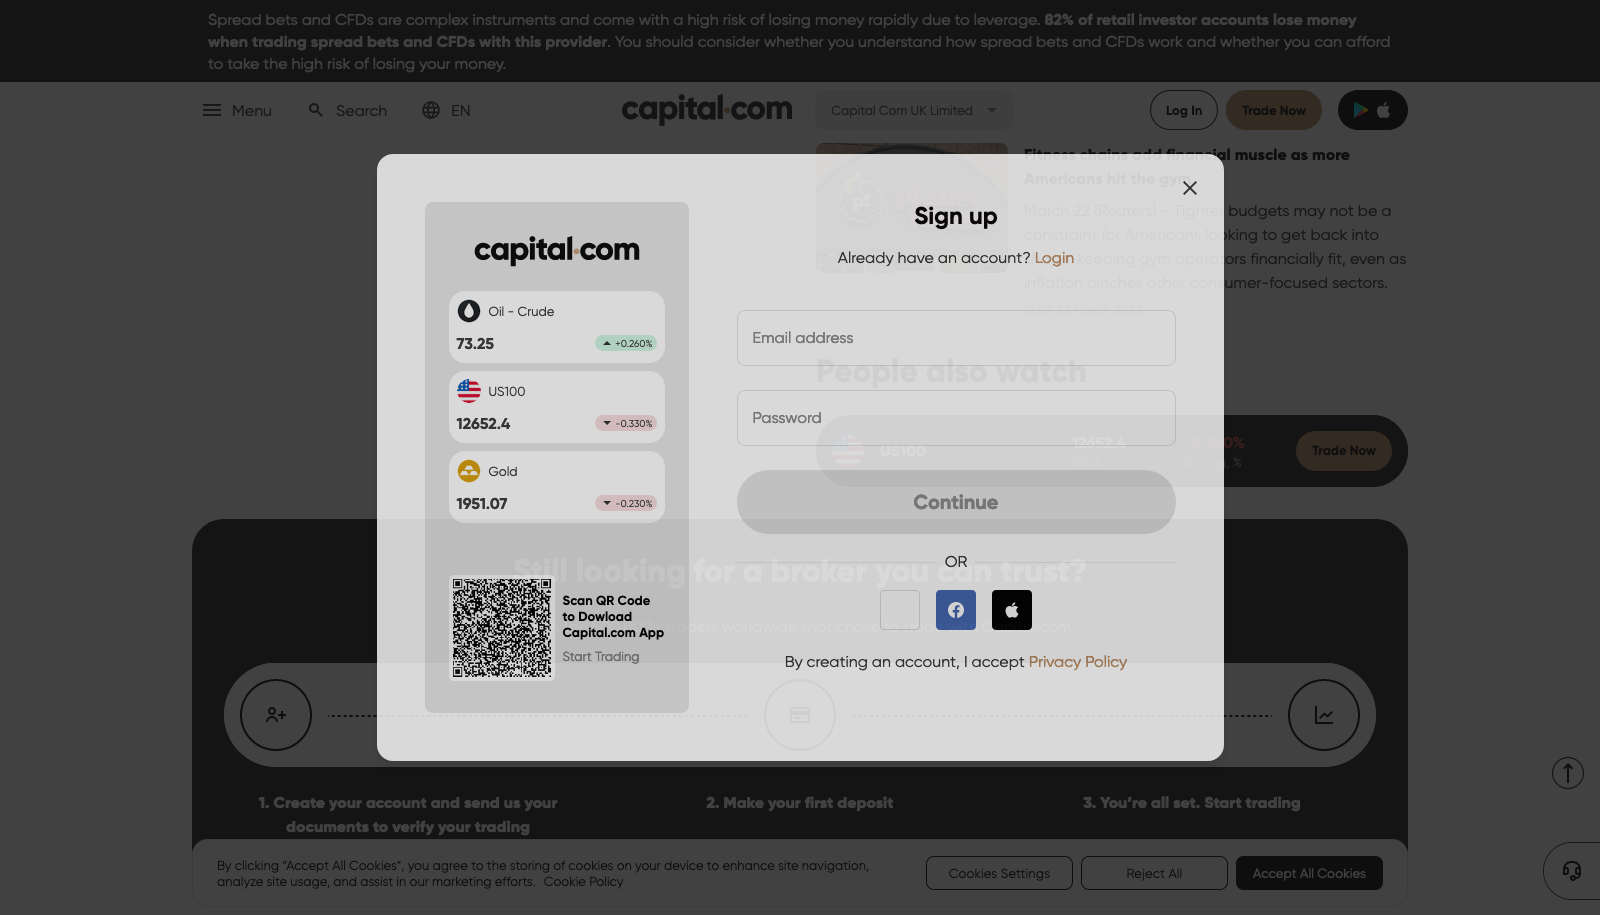 Spread bets and CFDs are complex instruments and come with a high risk of losing money rapidly due to leverage. 82% of retail investor accounts lose money
when trading spread bets and CFDs with this provider. You should consider whether you understand how spread bets and CFDs work and whether you can afford
to take the high risk of losing your money.
Menu
Search
EN
capital.com
Capital Com UK Limited
Log In
Trade Now
Fitness chains add financial muscle as more
Americans hit the gym
March 22 (Reuters) - Tighter budgets may not be a
constraint for Americans looking to get back into
keeping gym operators financially fit, even as
inflation pinches other consumer-focused sectors.
Sign up
Already have an account? Login
capital.com
Oil - Crude
73.25
+0.260%
US100
12652.4
-0.330%
Gold
1951.07
-0.230%
Scan QR Code
to Dowload
Capital.com App
Start Trading
Email address
Password
Continue
OR
By creating an account, I accept Privacy Policy
People also watch
US100
12652.4
Trade Now
Still looking for a broker you can trust?
traders worldwide that chose
1. Create your account and send us your
documents to verify your trading
2. Make your first deposit
3. You’re all set. Start trading
By clicking “Accept All Cookies”, you agree to the storing of cookies on your device to enhance site navigation,
analyze site usage, and assist in our marketing efforts. Cookie Policy
Cookies Settings
Reject All
Accept All Cookies